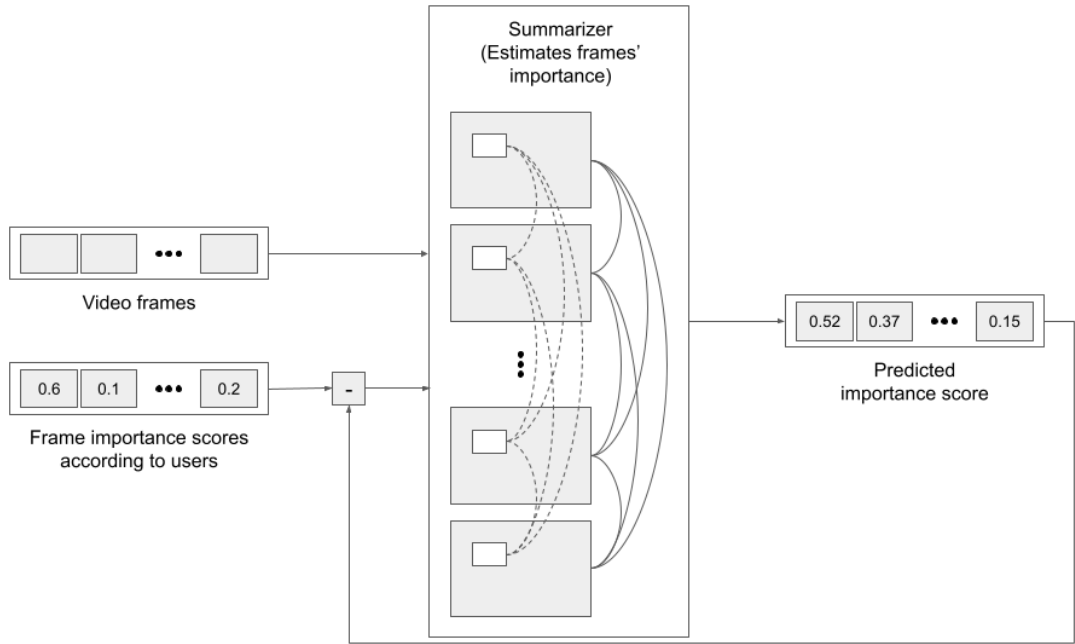 Summarizer
(Estimates frames'
importance)
Video frames
0.6 0.1 ••• 0.2
-
Frame importance scores
according to users
0.52 0.37 ••• 0.15
Predicted
importance score